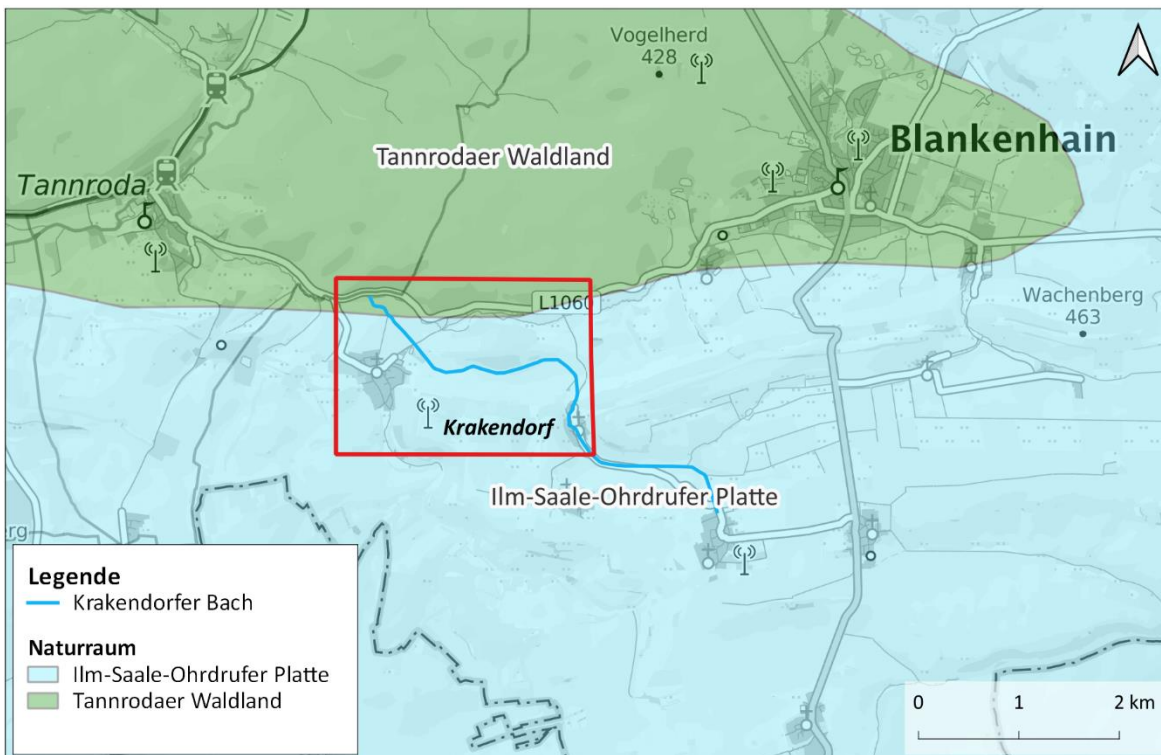 Vogelherd
428
Blankenhain
Tannrodaer Waldland
Tannroda
L1060
Wachenberg
463
Krakendorf
Ilm-Saale-Ohrdrufer Platte
erg
Legende
Krakendorfer Bach
Naturraum
Ilm-Saale-Ohrdrufer Platte
Tannrodaer Waldland
0 1 2 km